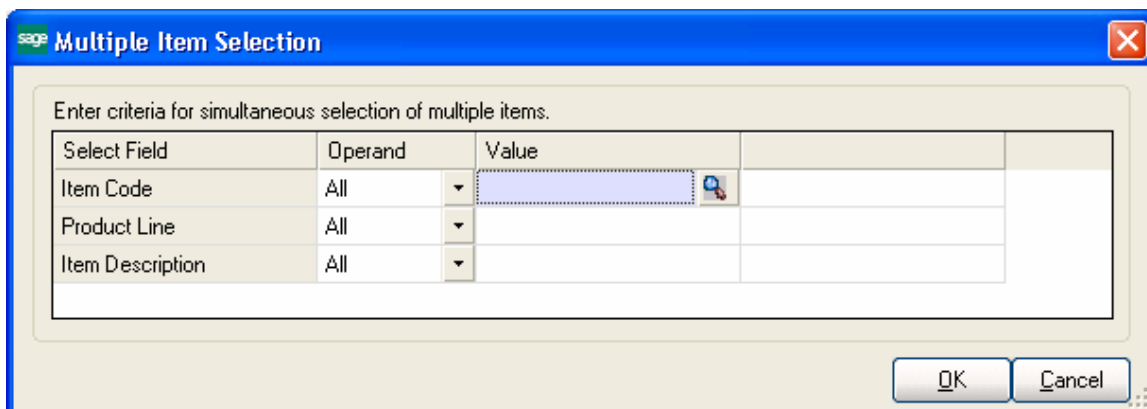 sage Multiple Item Selection
Enter criteria for simultaneous selection of multiple items.
Select Field Operand Value
Item Code All
Product Line All
Item Description All
OK Cancel